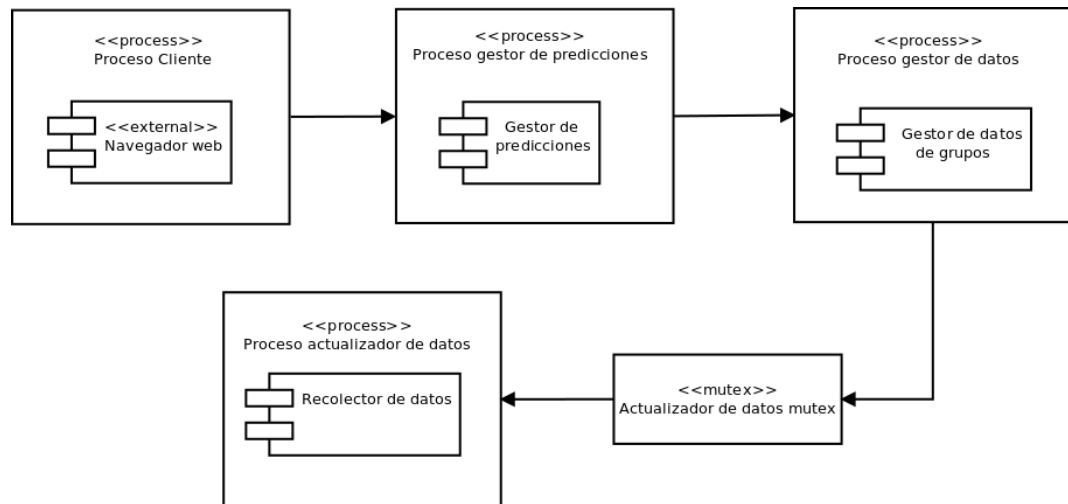 <<process>>
Proceso Cliente
<<external>>
Navegador web
<<process>>
Proceso gestor de predicciones
Gestor de
predicciones
<<process>>
Proceso gestor de datos
Gestor de datos
de grupos
<<process>>
Proceso actualizador de datos
Recolector de datos
<<mutex>>
Actualizador de datos mutex